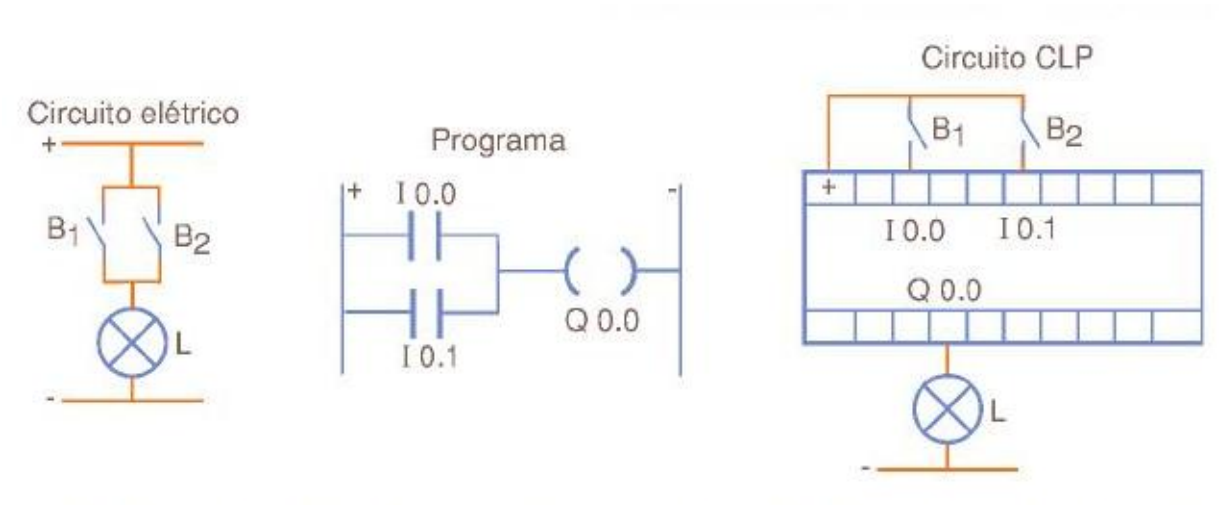 Circuito elétrico
+
B1
B2
L
-
Programa
+
-
I 0.0
I 0.1
Q 0.0
Circuito CLP
B1
B2
+
I 0.0
I 0.1
Q 0.0
L
-